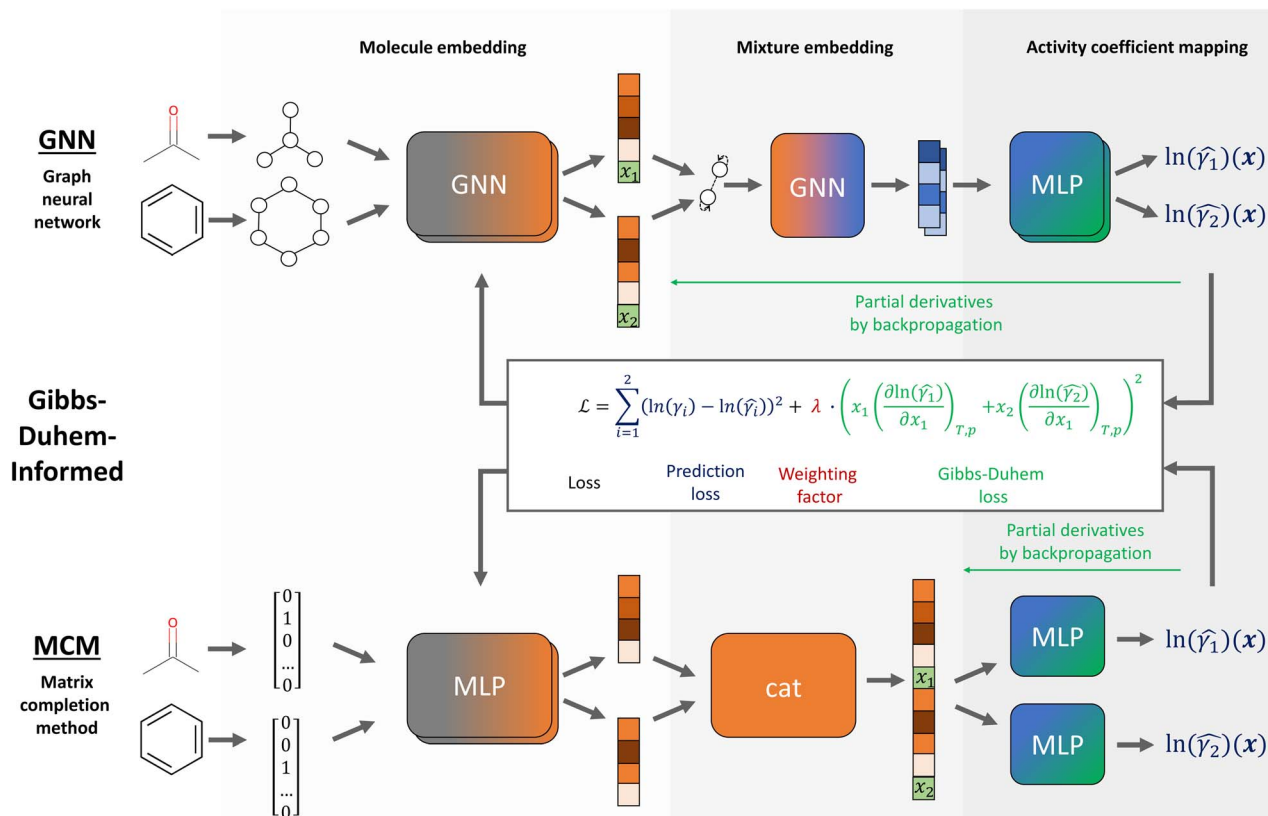 Molecule embedding
Mixture embedding
Activity coefficient mapping
GNN
Graph
neural
network
O
GNN
x₁
x₂
GNN
MLP
ln(γ̂₁)(x)
ln(γ̂₂)(x)
Partial derivatives
by backpropagation
Gibbs-
Duhem-
Informed
ℒ = ∑_{i=1}^{2} (ln(γᵢ) − ln(γ̂ᵢ))² + λ · (x₁ (∂ln(γ̂₁)/∂x₁)_{T,p} +x₂ (∂ln(γ̂₂)/∂x₁)_{T,p})²
Loss
Prediction
loss
Weighting
factor
Gibbs-Duhem
loss
Partial derivatives
by backpropagation
MCM
Matrix
completion
method
O
0
1
0
...
0
0
0
1
...
0
MLP
cat
x₁
x₂
MLP
ln(γ̂₁)(x)
MLP
ln(γ̂₂)(x)